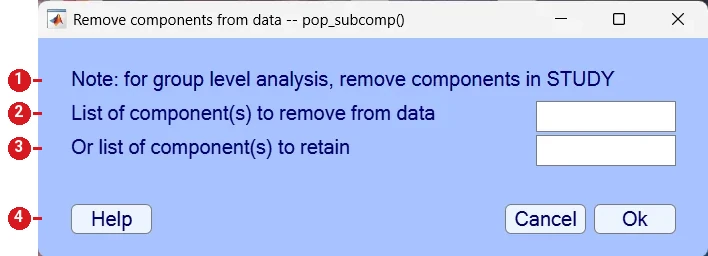 Remove components from data -- pop_subcomp()
1 Note: for group level analysis, remove components in STUDY
2 List of component(s) to remove from data
3 Or list of component(s) to retain
4 Help Cancel Ok